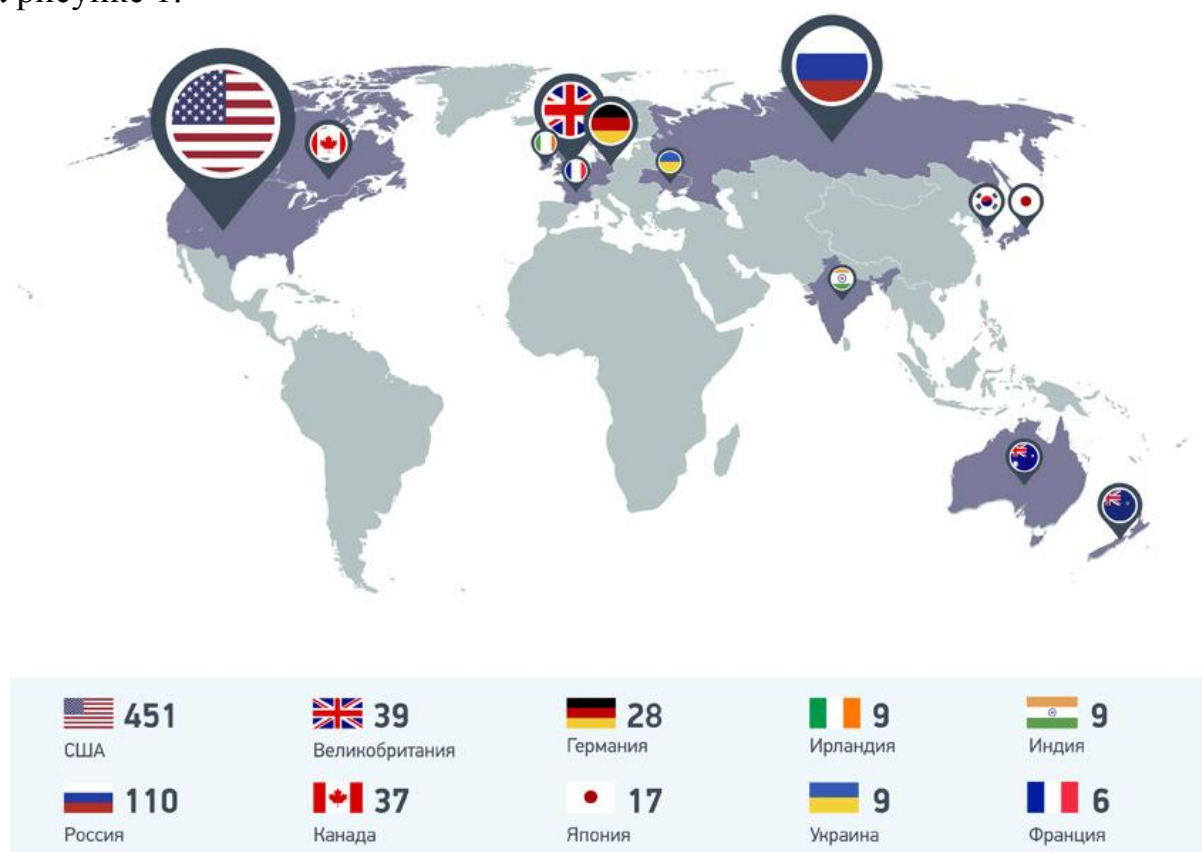 рисунке 1.
451
США
39
Великобритания
28
Германия
9
Ирландия
9
Индия
110
Россия
37
Канада
17
Япония
9
Украина
6
Франция